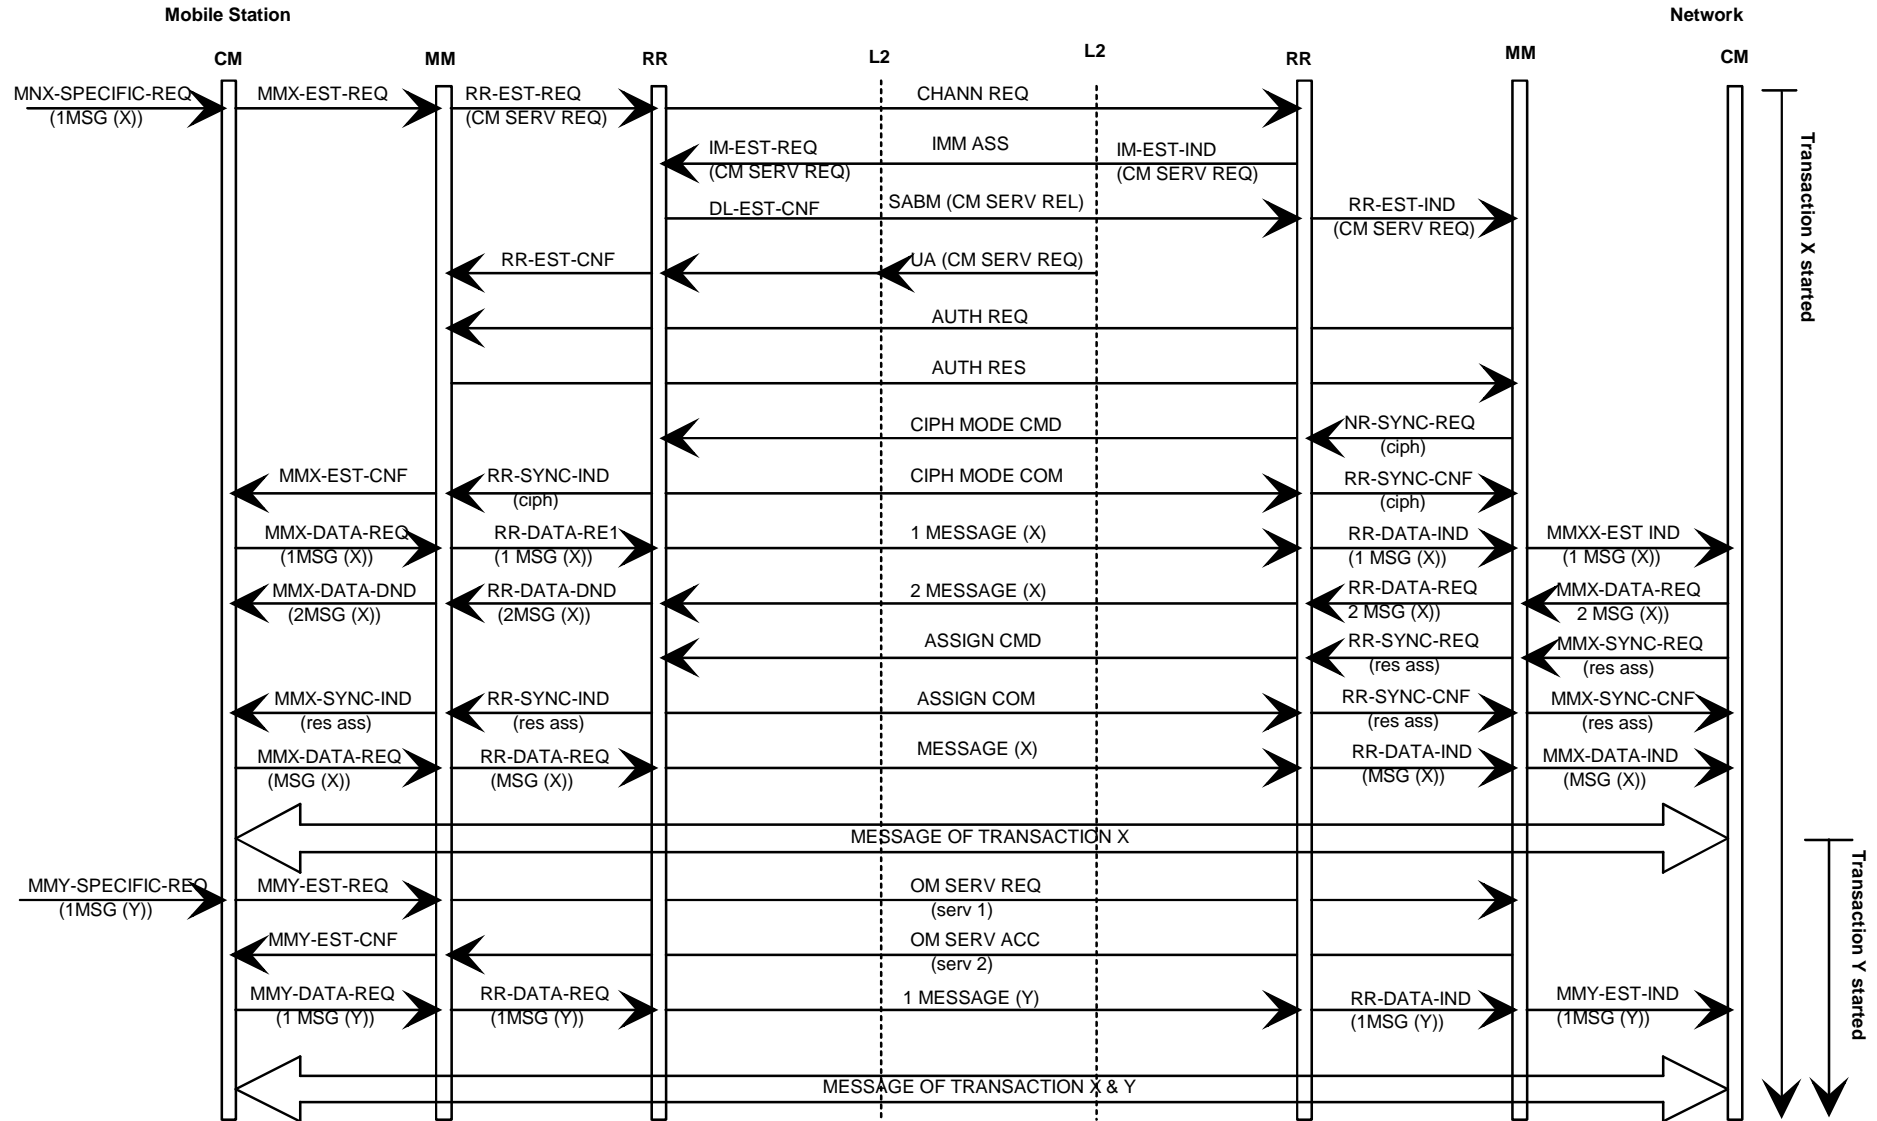 Mobile Station
Network
CM
MM
RR
L2
L2
RR
MM
CM
MNX-SPECIFIC-REQ
(1MSG (X))
MMX-EST-REQ
RR-EST-REQ
(CM SERV REQ)
CHANN REQ
IM-EST-REQ
(CM SERV REQ)
IMM ASS
IM-EST-IND
(CM SERV REQ)
DL-EST-CNF
SABM (CM SERV REL)
RR-EST-IND
(CM SERV REQ)
RR-EST-CNF
UA (CM SERV REQ)
AUTH REQ
AUTH RES
CIPH MODE CMD
NR-SYNC-REQ
(ciph)
MMX-EST-CNF
RR-SYNC-IND
(ciph)
CIPH MODE COM
RR-SYNC-CNF
(ciph)
MMX-DATA-REQ
(1MSG (X))
RR-DATA-RE1
(1 MSG (X))
1 MESSAGE (X)
RR-DATA-IND
(1 MSG (X))
MMXX-EST IND
(1 MSG (X))
MMX-DATA-DND
(2MSG (X))
RR-DATA-DND
(2MSG (X))
2 MESSAGE (X)
RR-DATA-REQ
2 MSG (X))
MMX-DATA-REQ
2 MSG (X))
ASSIGN CMD
RR-SYNC-REQ
(res ass)
MMX-SYNC-REQ
(res ass)
MMX-SYNC-IND
(res ass)
RR-SYNC-IND
(res ass)
ASSIGN COM
RR-SYNC-CNF
(res ass)
MMX-SYNC-CNF
(res ass)
MMX-DATA-REQ
(MSG (X))
RR-DATA-REQ
(MSG (X))
MESSAGE (X)
RR-DATA-IND
(MSG (X))
MMX-DATA-IND
(MSG (X))
MESSAGE OF TRANSACTION X
MMY-SPECIFIC-REQ
(1MSG (Y))
MMY-EST-REQ
OM SERV REQ
(serv 1)
MMY-EST-CNF
OM SERV ACC
(serv 2)
MMY-DATA-REQ
(1 MSG (Y))
RR-DATA-REQ
(1MSG (Y))
1 MESSAGE (Y)
RR-DATA-IND
(1MSG (Y))
MMY-EST-IND
(1MSG (Y))
MESSAGE OF TRANSACTION X & Y
Transaction X started
Transaction Y started